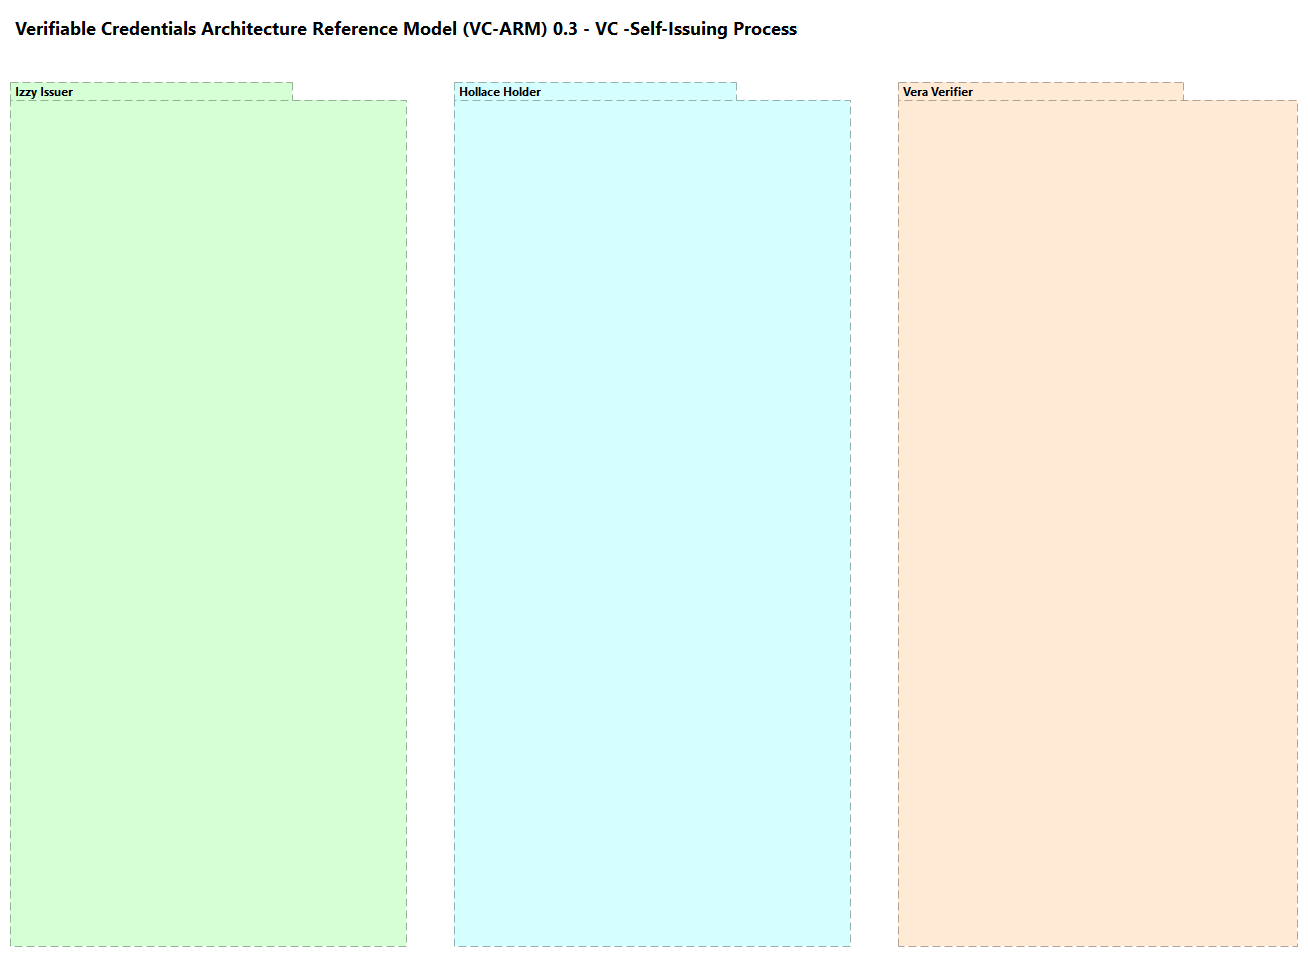 Verifiable Credentials Architecture Reference Model (VC-ARM) 0.3 - VC -Self-Issuing Process
Izzy Issuer
Hollace Holder
Vera Verifier